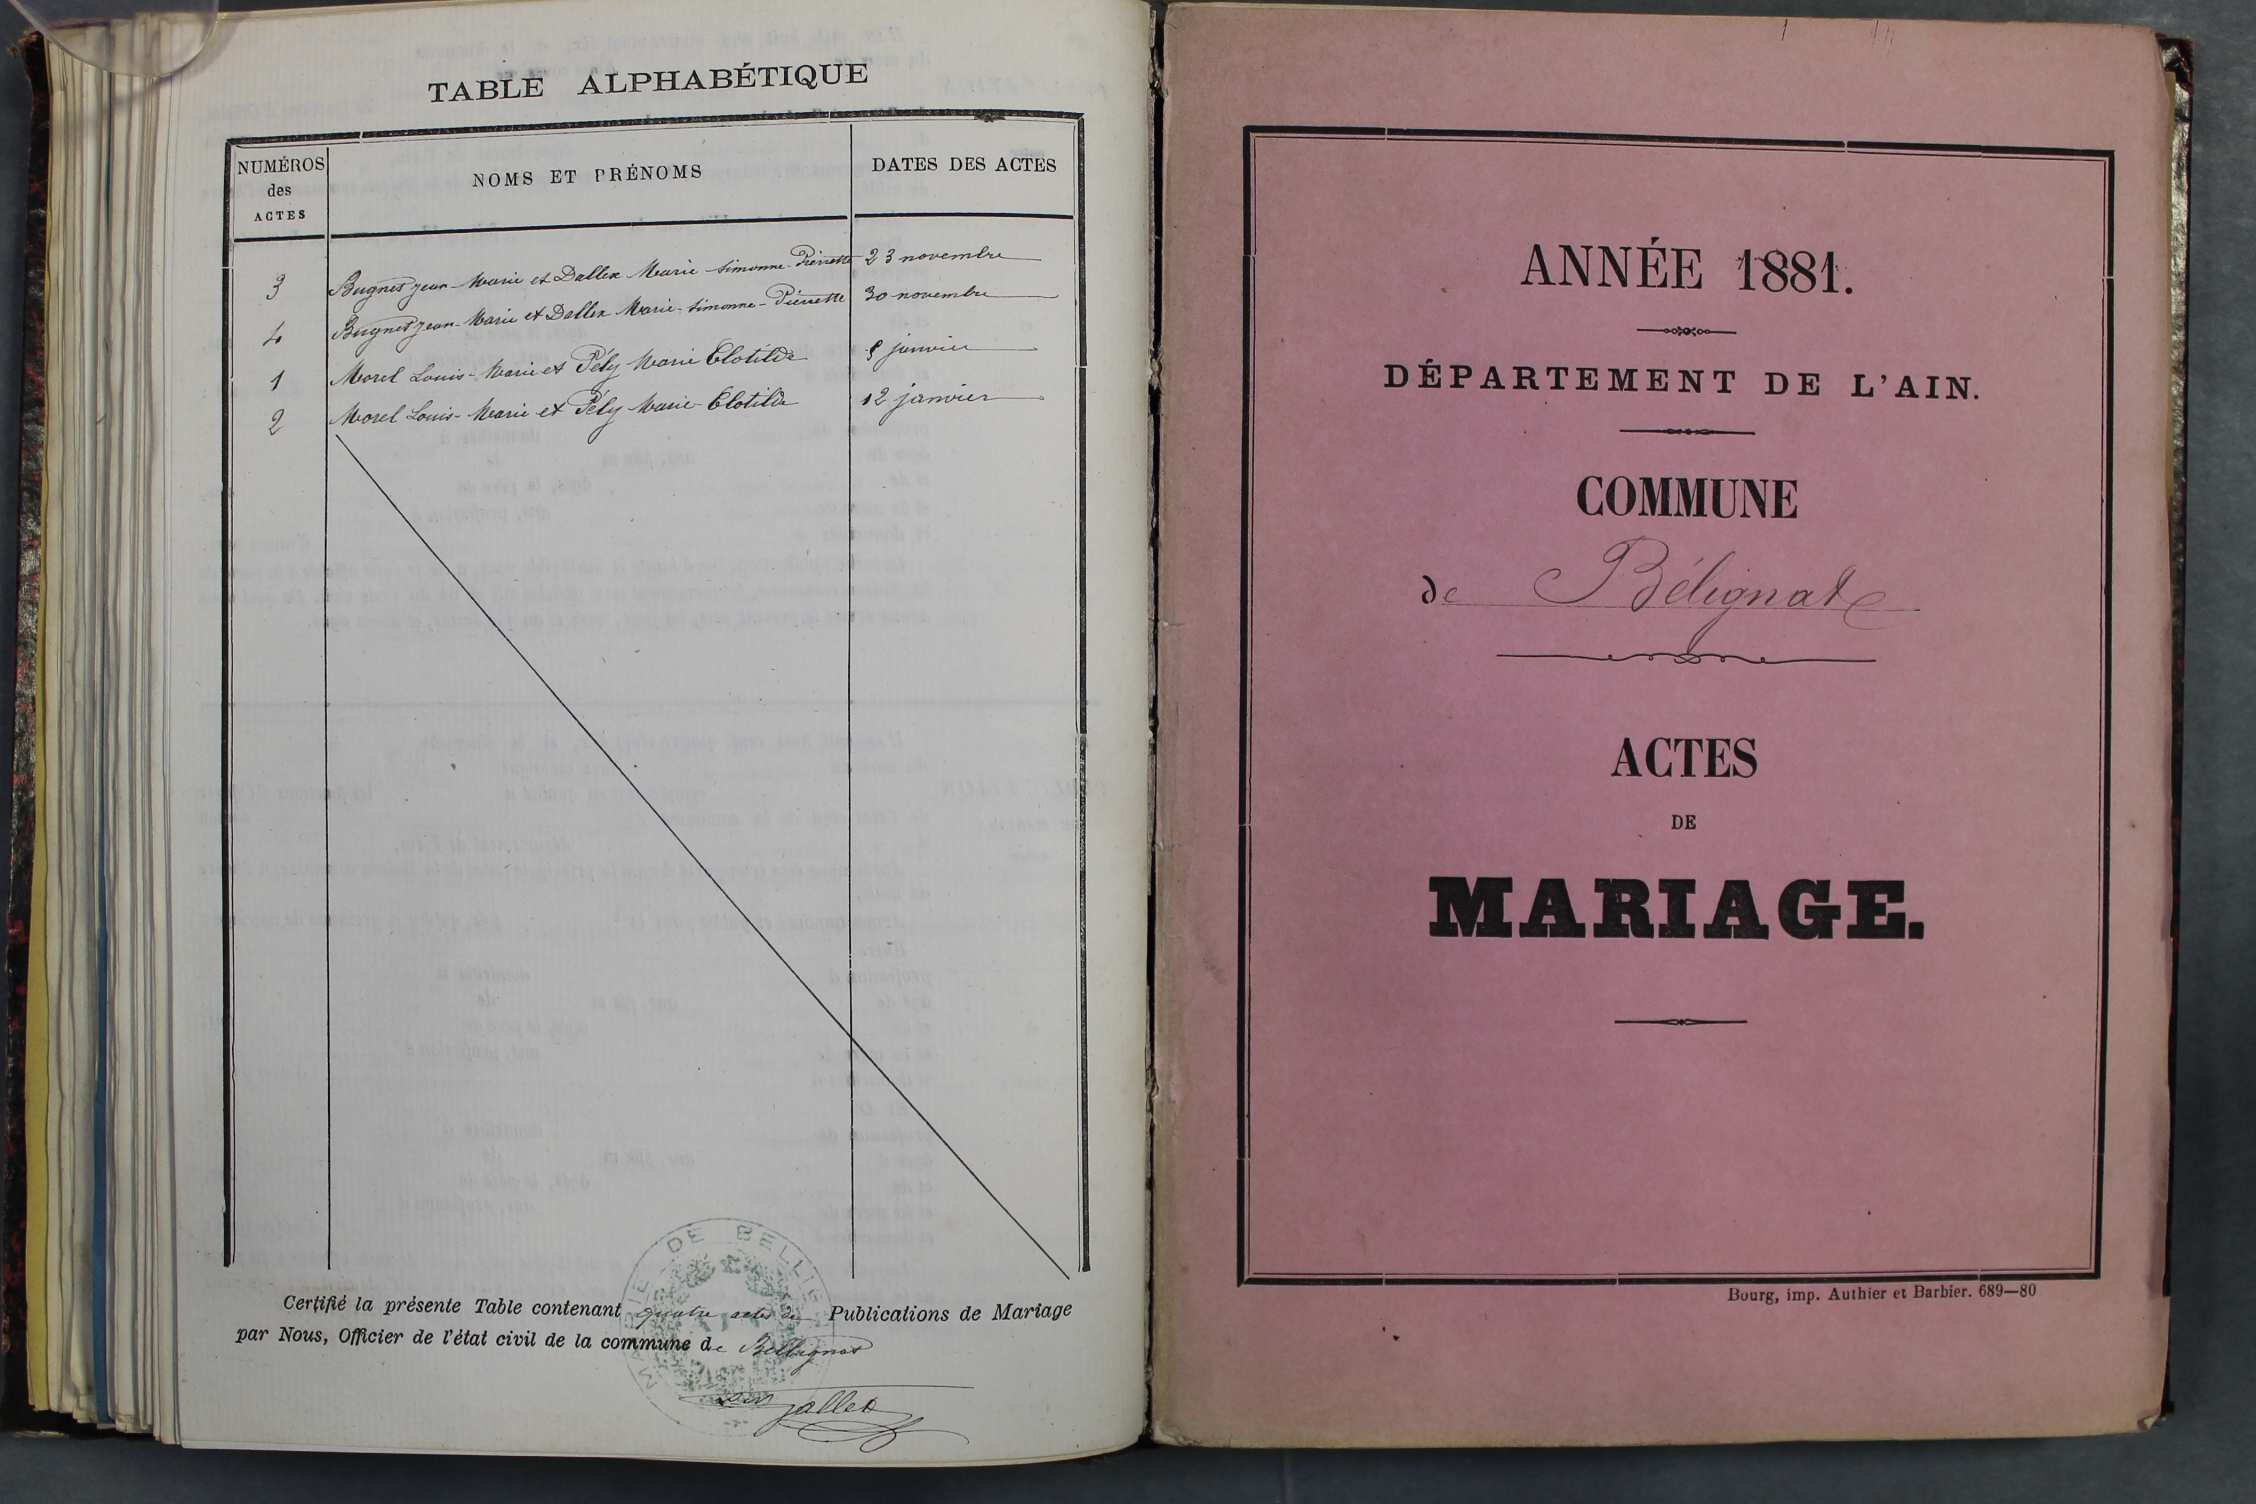 TABLE ALPHABÉTIQUE
NUMÉROS
des
ACTES
NOMS ET PRÉNOMS
DATES DES ACTES
3 Bugnet jean-Marie et Dallex Marie-simonne-Pierrette 23 novembre
4 Bugnet jean-Marie et Dallex Marie-simonne-Pierrette 30 novembre
1 Morel Louis-Marie et Pély Marie Clotilde 5 janvier
2 Morel Louis-Marie et Pély Marie Clotilde 12 janvier
MAIRIE DE BELLIG
Certifié la présente Table contenant quatre actes de Publications de Mariage
par Nous, Officier de l'état civil de la commune de Bellignat
ANNÉE 1881.
DÉPARTEMENT DE L'AIN.
COMMUNE
de Bélignat
ACTES
DE
MARIAGE.
Bourg, imp. Authier et Barbier. 689—80